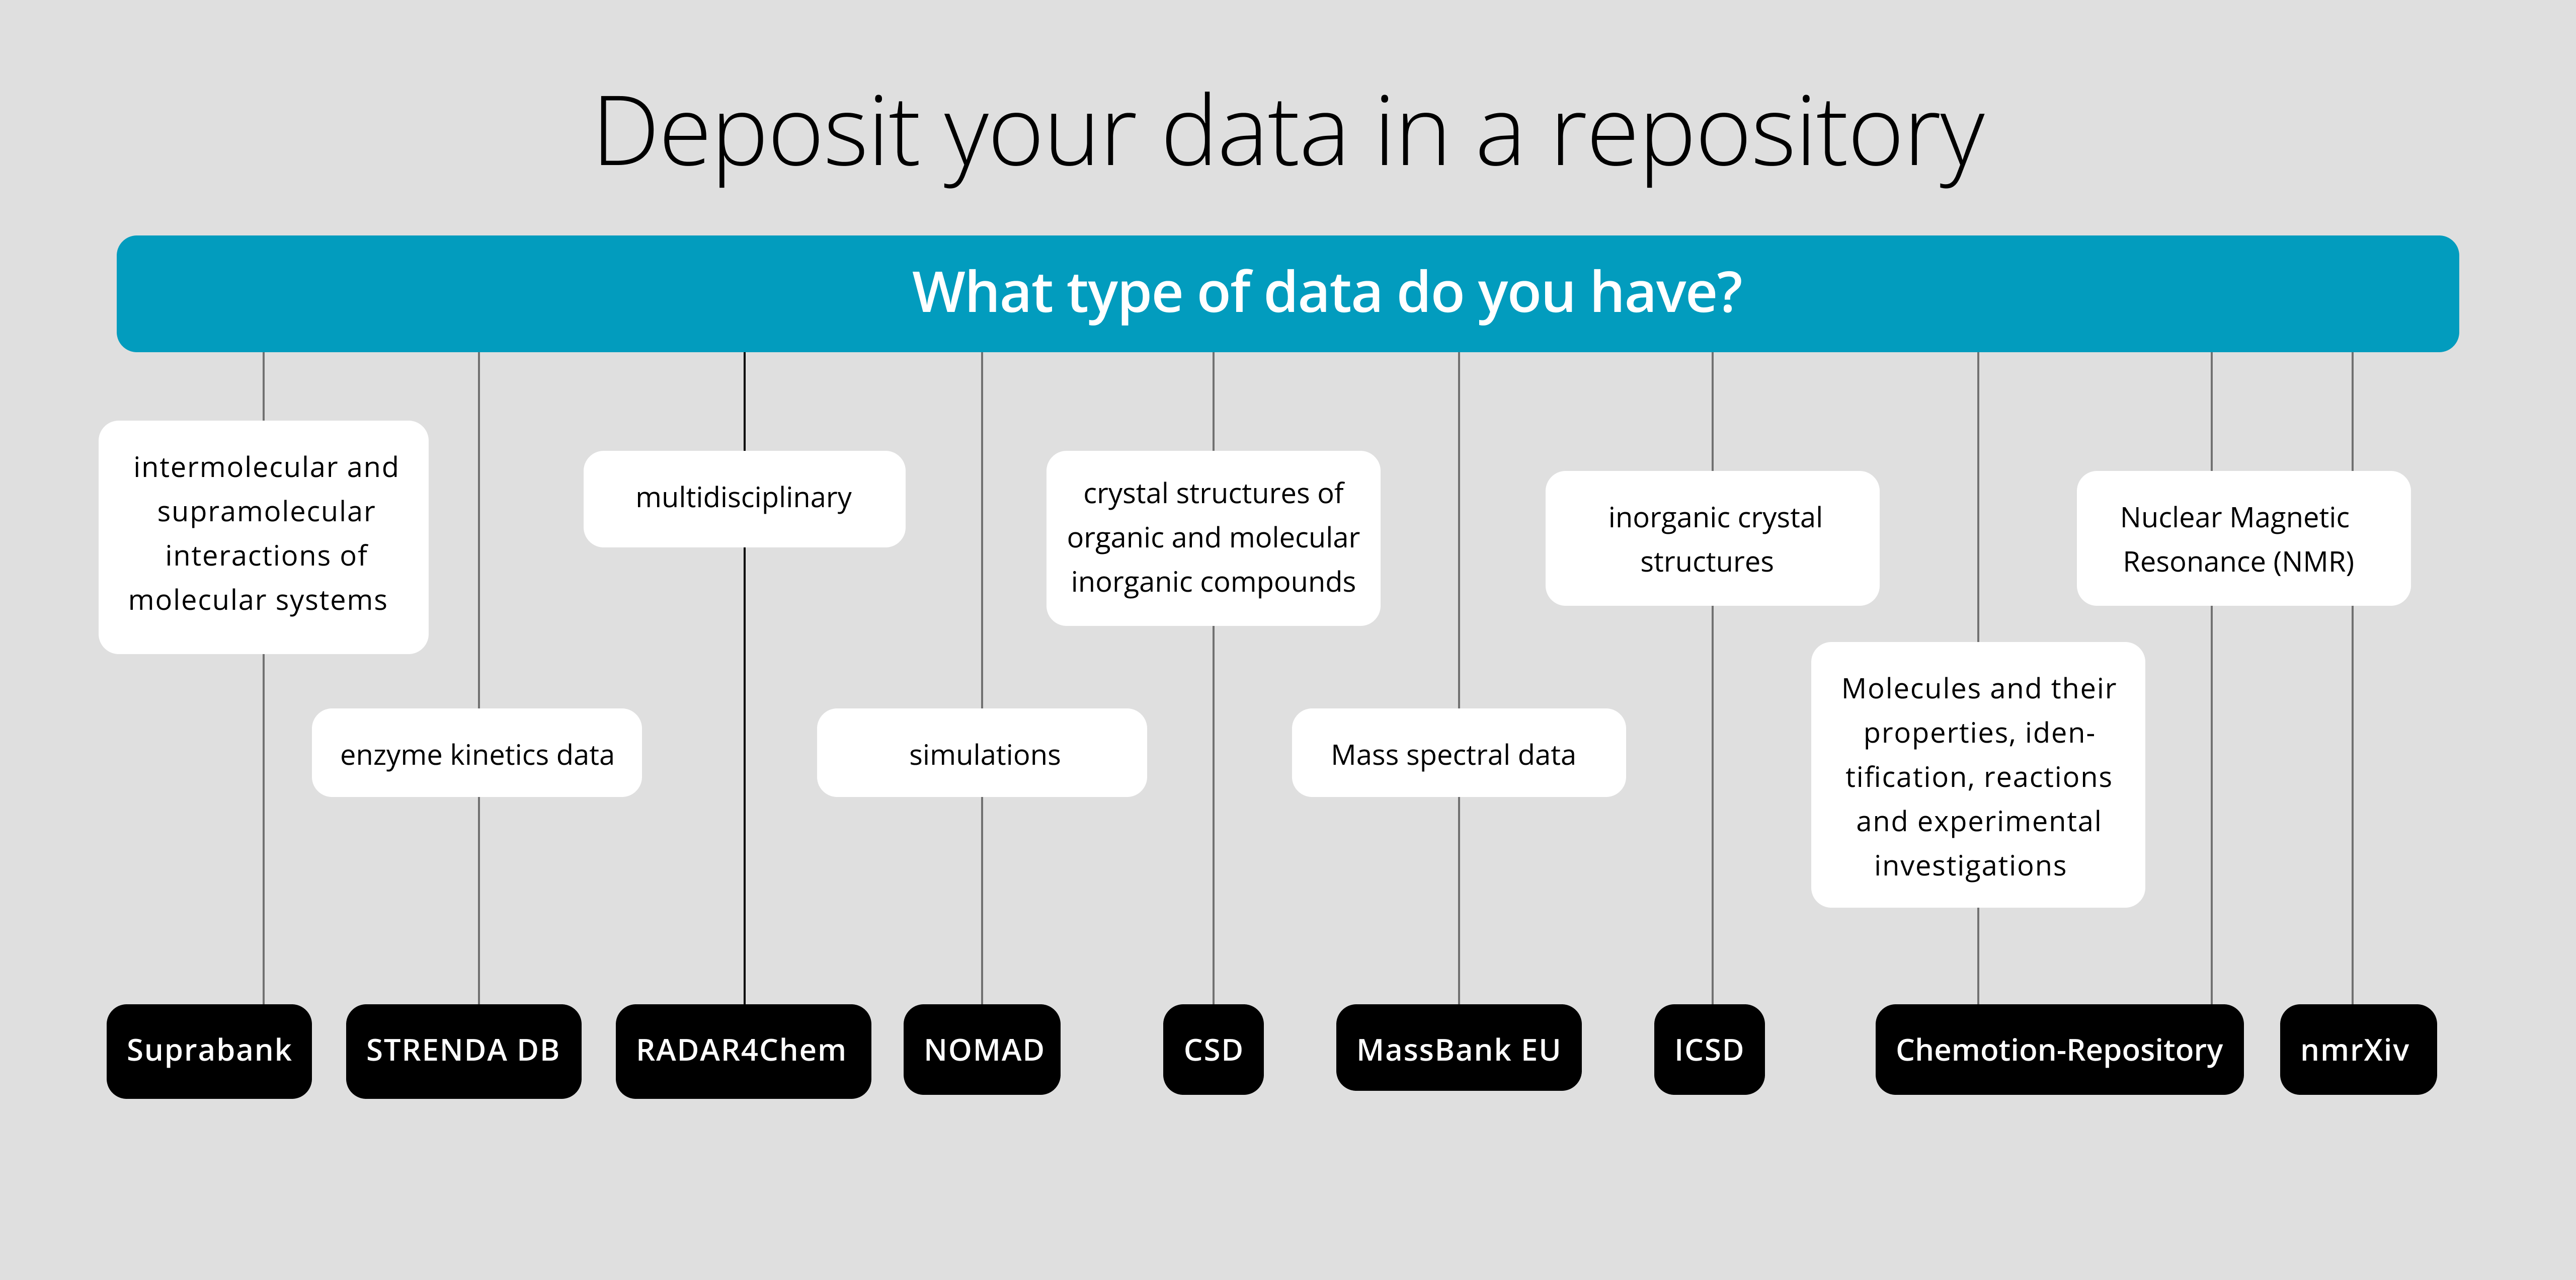 Deposit your data in a repository
What type of data do you have?
intermolecular and
supramolecular
interactions of
molecular systems
enzyme kinetics data
multidisciplinary
simulations
crystal structures of
organic and molecular
inorganic compounds
Mass spectral data
inorganic crystal
structures
Molecules and their
properties, iden-
tification, reactions
and experimental
investigations
Nuclear Magnetic
Resonance (NMR)
Suprabank
STRENDA DB
RADAR4Chem
NOMAD
CSD
MassBank EU
ICSD
Chemotion-Repository
nmrXiv